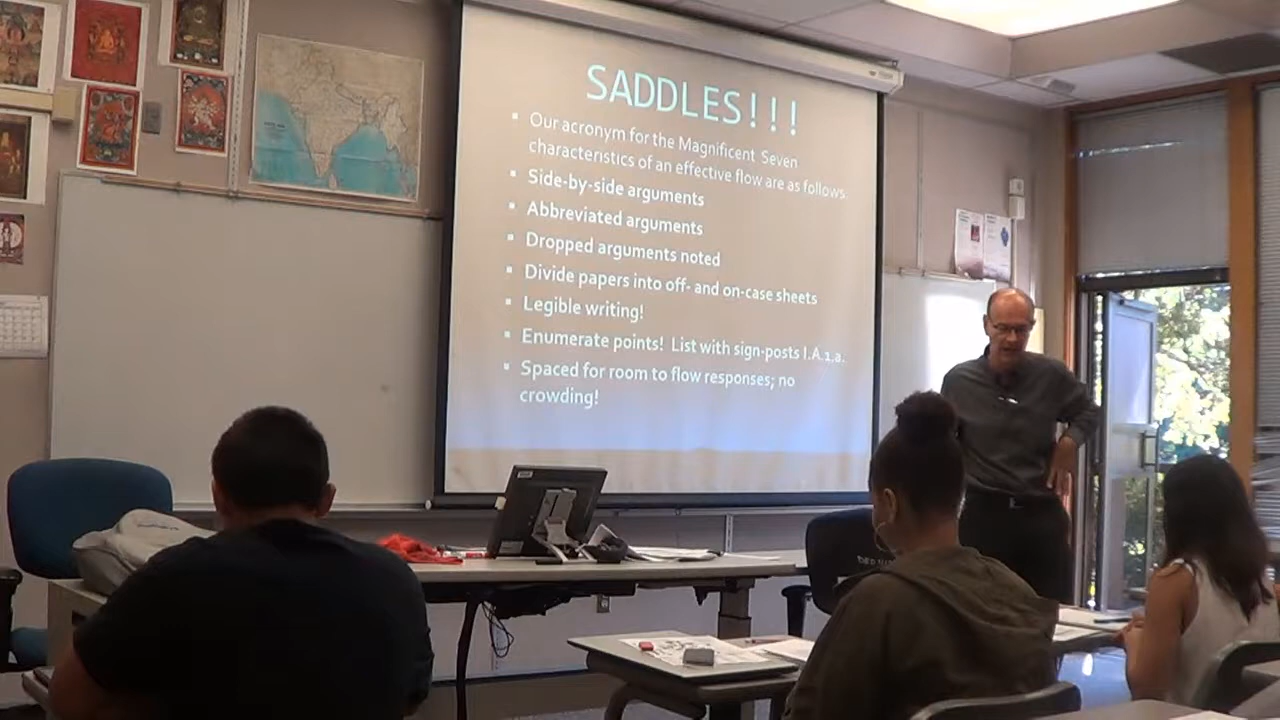 SADDLES!!!
▪ Our acronym for the Magnificent Seven
characteristics of an effective flow are as follows.
▪ Side-by-side arguments
▪ Abbreviated arguments
▪ Dropped arguments noted
▪ Divide papers into off- and on-case sheets
▪ Legible writing!
▪ Enumerate points! List with sign-posts I.A.1.a.
▪ Spaced for room to flow responses; no
crowding!